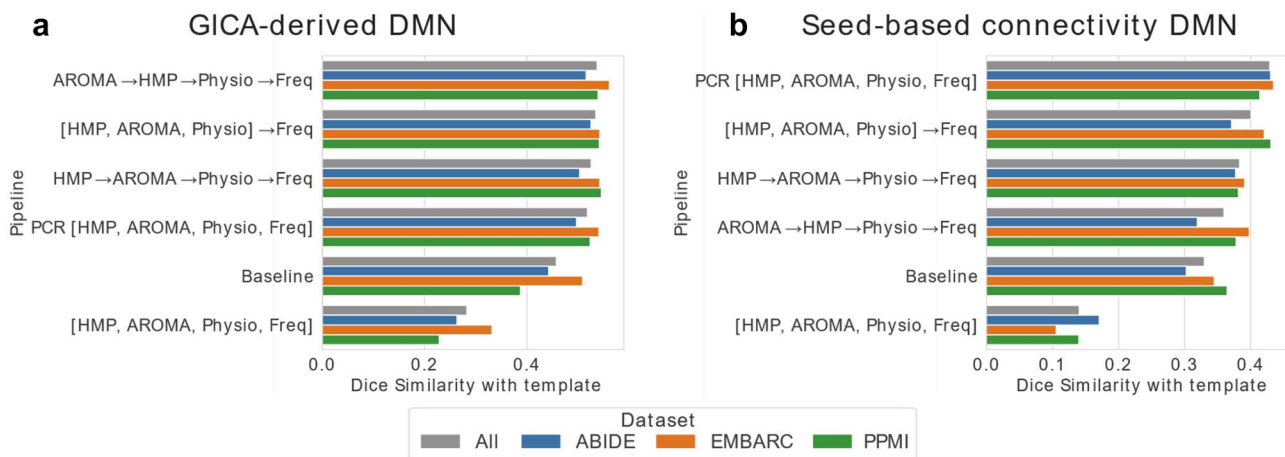 a
GICA-derived DMN
Pipeline
AROMA→HMP→Physio→Freq
[HMP, AROMA, Physio]→Freq
HMP→AROMA→Physio→Freq
PCR [HMP, AROMA, Physio, Freq]
Baseline
[HMP, AROMA, Physio, Freq]
0.0 0.2 0.4
Dice Similarity with template
b
Seed-based connectivity DMN
Pipeline
PCR [HMP, AROMA, Physio, Freq]
[HMP, AROMA, Physio]→Freq
HMP→AROMA→Physio→Freq
AROMA→HMP→Physio→Freq
Baseline
[HMP, AROMA, Physio, Freq]
0.0 0.1 0.2 0.3 0.4
Dice Similarity with template
Dataset
All ABIDE EMBARC PPMI